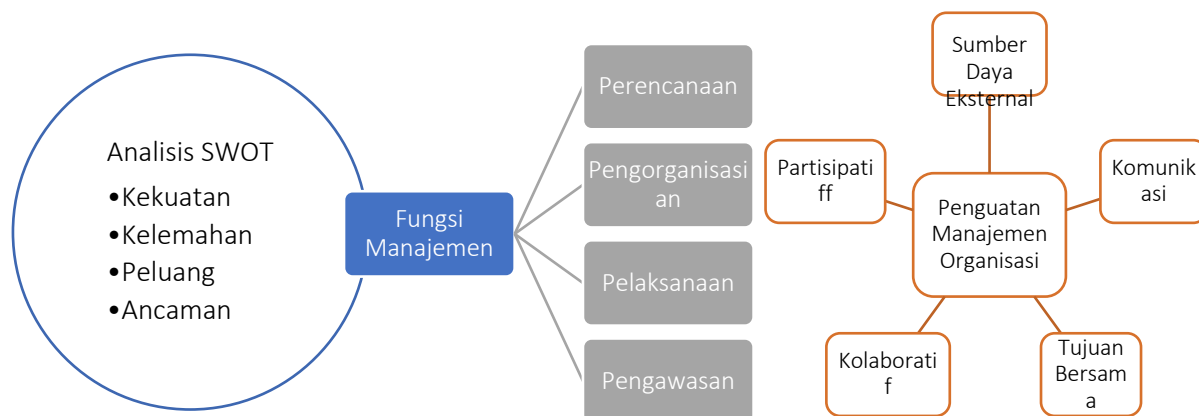 Analisis SWOT
•Kekuatan
•Kelemahan
•Peluang
•Ancaman
Fungsi
Manajemen
Perencanaan
Pengorganisasi
an
Pelaksanaan
Pengawasan
Sumber
Daya
Eksternal
Partisipati
ff
Komunik
asi
Penguatan
Manajemen
Organisasi
Kolaborati
f
Tujuan
Bersam
a